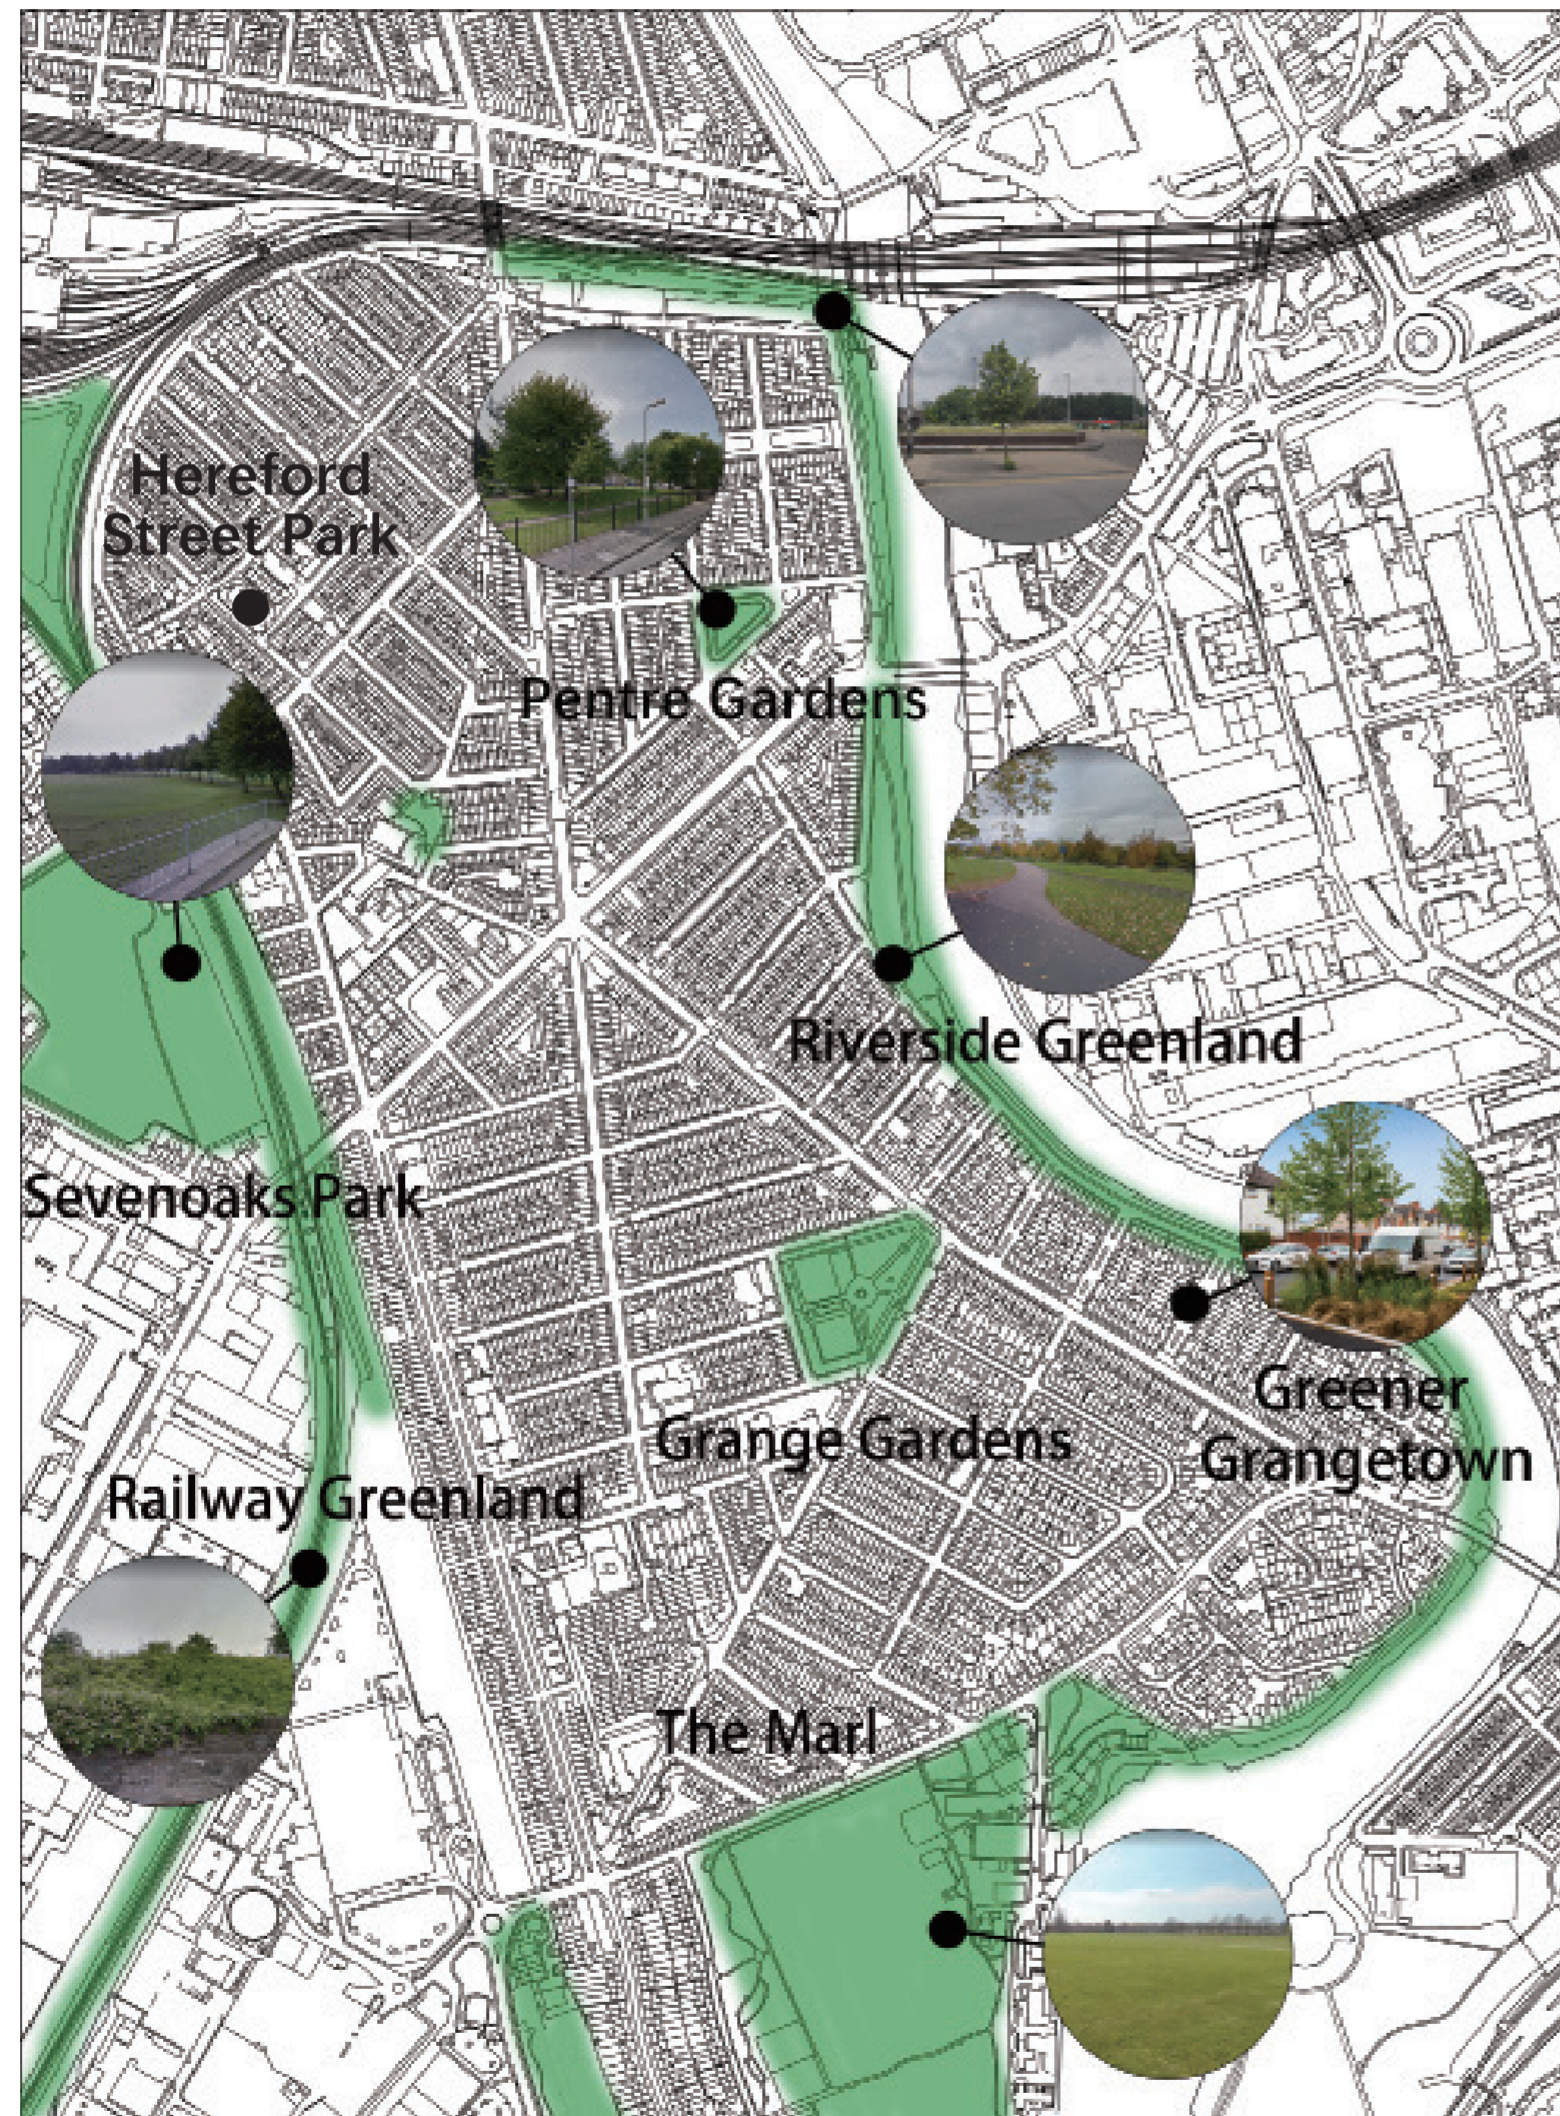 Hereford
Street Park
Pentre Gardens
Riverside Greenland
Sevenoaks Park
Greener
Grangetown
Grange Gardens
Railway Greenland
The Marl